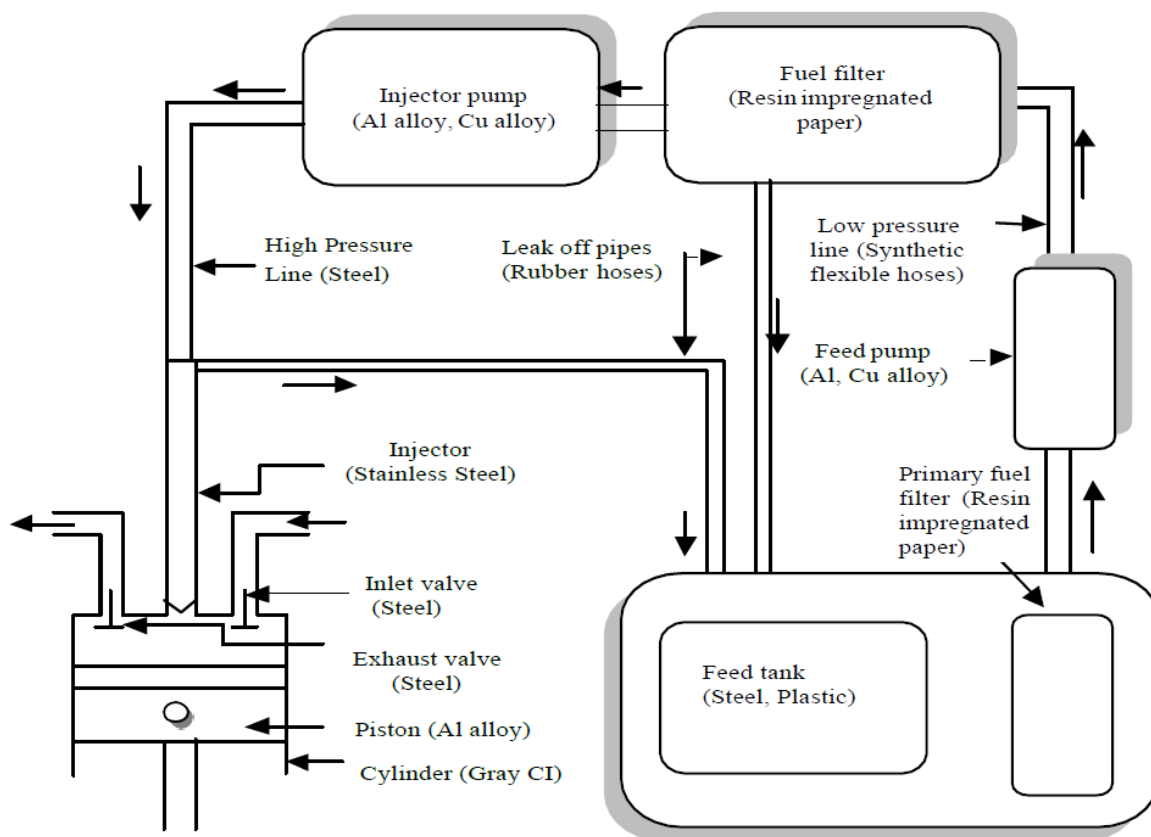 Injector pump
(Al alloy, Cu alloy)
Fuel filter
(Resin impregnated
paper)
High Pressure
Line (Steel)
Leak off pipes
(Rubber hoses)
Low pressure
line (Synthetic
flexible hoses)
Feed pump
(Al, Cu alloy)
Injector
(Stainless Steel)
Primary fuel
filter (Resin
impregnated
paper)
Inlet valve
(Steel)
Exhaust valve
(Steel)
Feed tank
(Steel, Plastic)
Piston (Al alloy)
Cylinder (Gray CI)